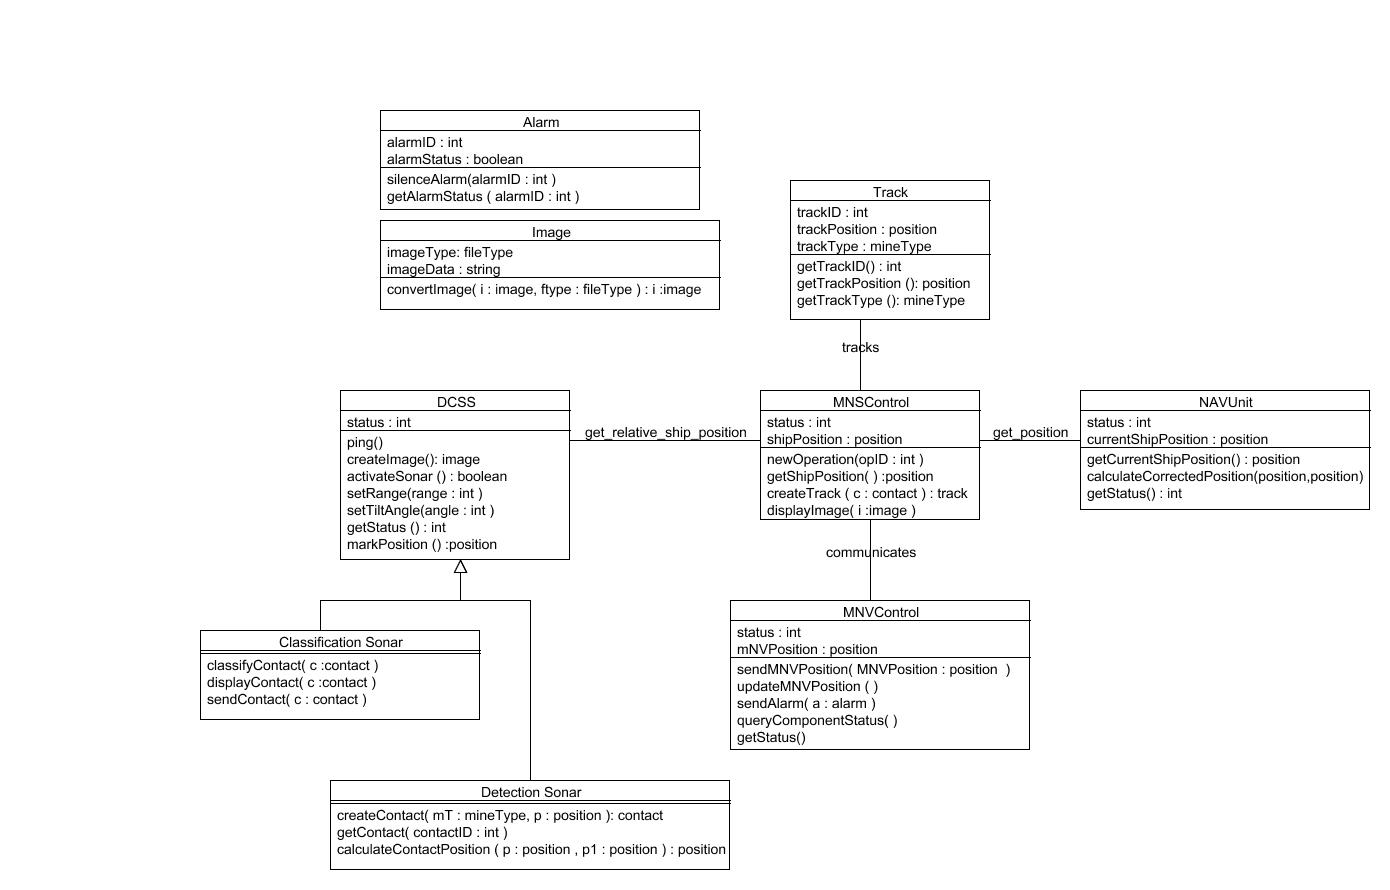 Alarm
alarmID : int
alarmStatus : boolean
silenceAlarm(alarmID : int )
getAlarmStatus ( alarmID : int )
Image
imageType: fileType
imageData : string
convertImage( i : image, ftype : fileType ) : i :image
Track
trackID : int
trackPosition : position
trackType : mineType
getTrackID() : int
getTrackPosition (): position
getTrackType (): mineType
tracks
DCSS
status : int
ping()
createImage(): image
activateSonar () : boolean
setRange(range : int )
setTiltAngle(angle : int )
getStatus () : int
markPosition () :position
get_relative_ship_position
MNSControl
status : int
shipPosition : position
newOperation(opID : int )
getShipPosition( ) :position
createTrack ( c : contact ) : track
displayImage( i :image )
get_position
NAVUnit
status : int
currentShipPosition : position
getCurrentShipPosition() : position
calculateCorrectedPosition(position,position)
getStatus() : int
communicates
MNVControl
status : int
mNVPosition : position
sendMNVPosition( MNVPosition : position  )
updateMNVPosition ( )
sendAlarm( a : alarm )
queryComponentStatus( )
getStatus()
Classification Sonar
classifyContact( c :contact )
displayContact( c :contact )
sendContact( c : contact )
Detection Sonar
createContact( mT : mineType, p : position ): contact
getContact( contactID : int )
calculateContactPosition ( p : position , p1 : position ) : position